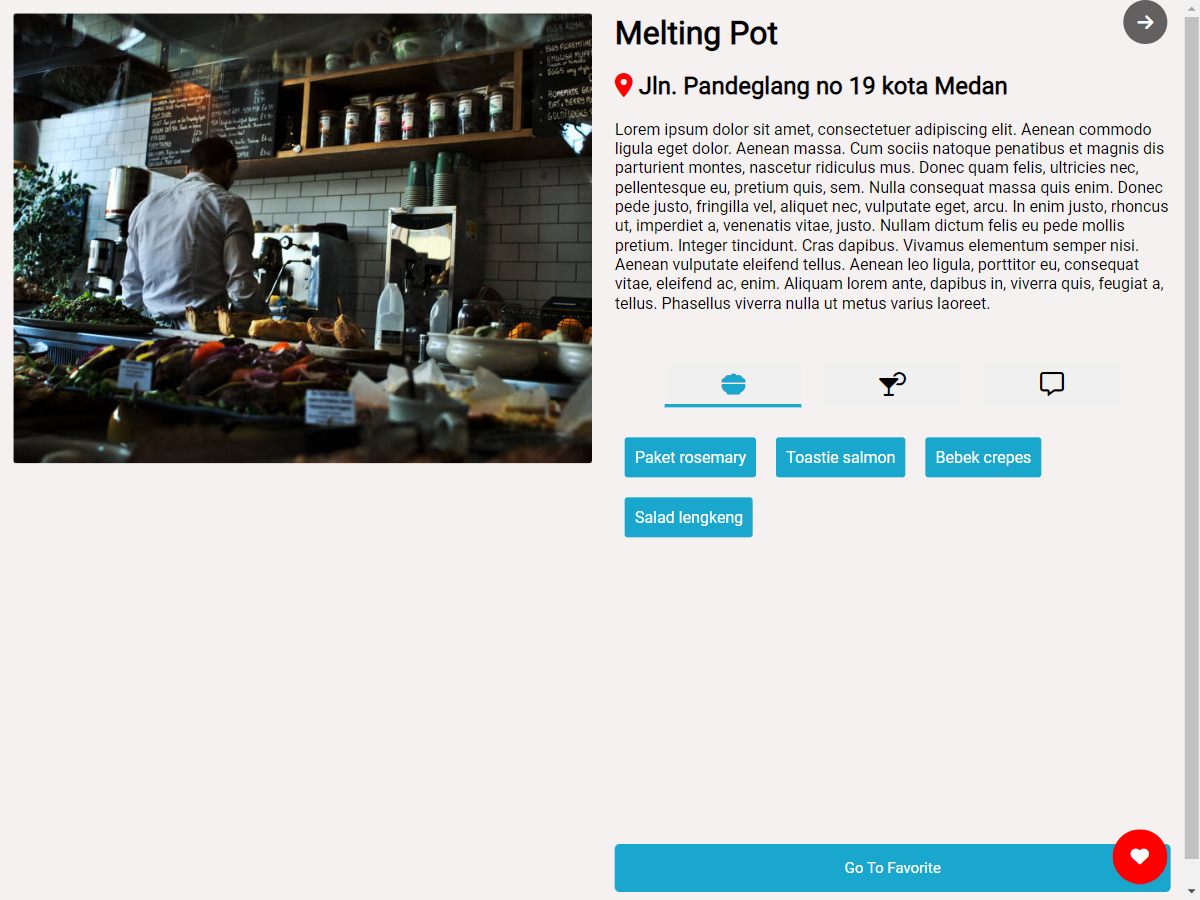 Melting Pot
Jln. Pandeglang no 19 kota Medan
Lorem ipsum dolor sit amet, consectetuer adipiscing elit. Aenean commodo
ligula eget dolor. Aenean massa. Cum sociis natoque penatibus et magnis dis
parturient montes, nascetur ridiculus mus. Donec quam felis, ultricies nec,
pellentesque eu, pretium quis, sem. Nulla consequat massa quis enim. Donec
pede justo, fringilla vel, aliquet nec, vulputate eget, arcu. In enim justo, rhoncus
ut, imperdiet a, venenatis vitae, justo. Nullam dictum felis eu pede mollis
pretium. Integer tincidunt. Cras dapibus. Vivamus elementum semper nisi.
Aenean vulputate eleifend tellus. Aenean leo ligula, porttitor eu, consequat
vitae, eleifend ac, enim. Aliquam lorem ante, dapibus in, viverra quis, feugiat a,
tellus. Phasellus viverra nulla ut metus varius laoreet.
Paket rosemary
Toastie salmon
Bebek crepes
Salad lengkeng
Go To Favorite